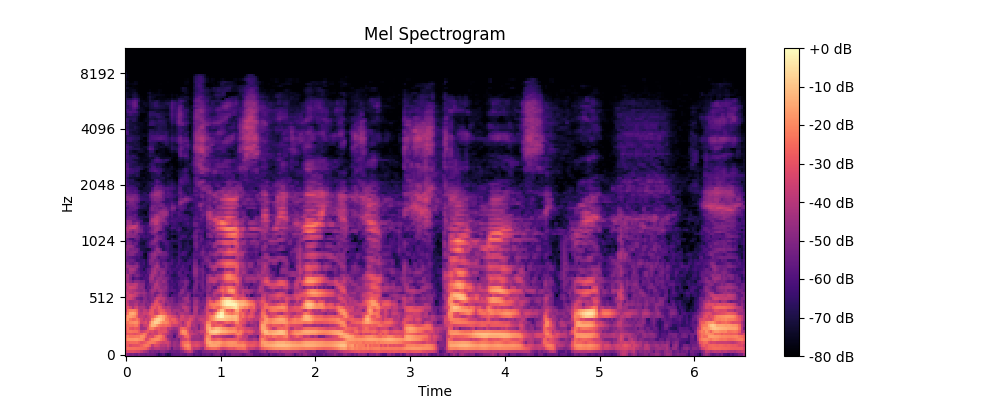 Mel Spectrogram
Hz
8192
4096
2048
1024
512
0
0 1 2 3 4 5 6
Time
+0 dB
-10 dB
-20 dB
-30 dB
-40 dB
-50 dB
-60 dB
-70 dB
-80 dB